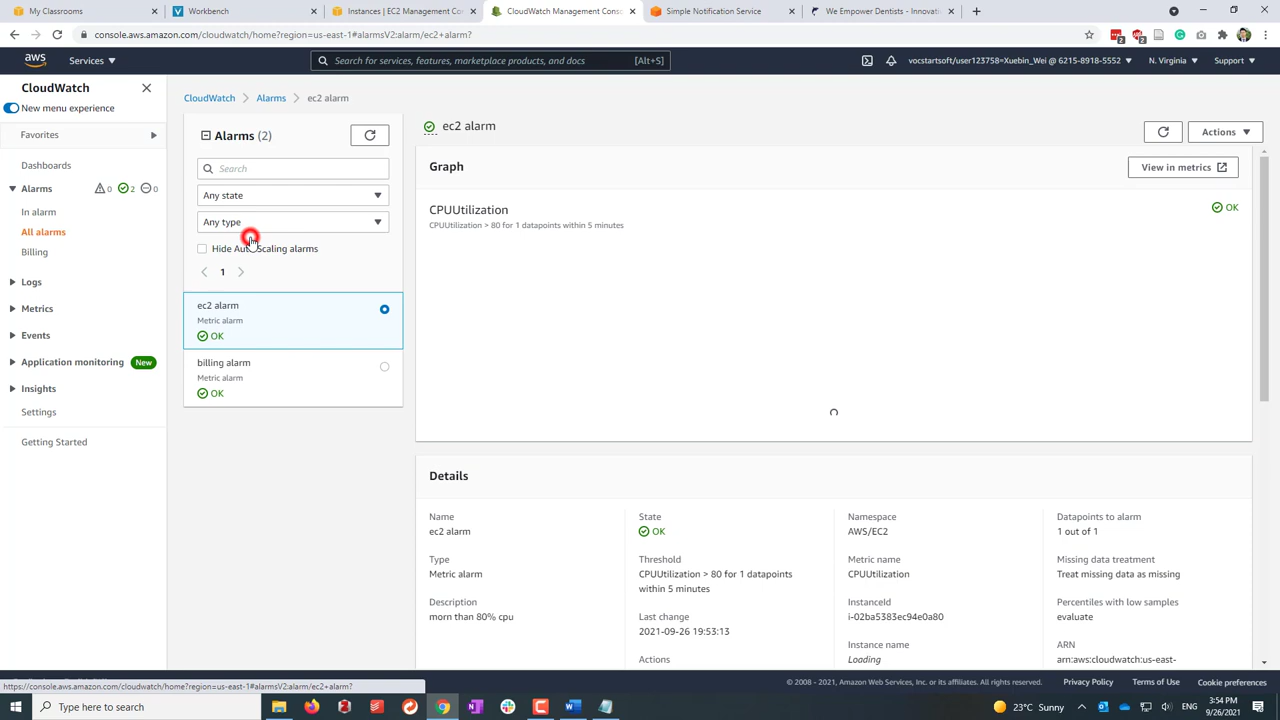 My Classrooms
Workbench
Instances | EC2 Management Con
CloudWatch Management Consol
Simple Notification Service
We Empower Dentists - Innovati
console.aws.amazon.com/cloudwatch/home?region=us-east-1#alarmsV2:alarm/ec2+alarm?
aws
Services
Search for services, features, marketplace products, and docs
[Alt+S]
vocstartsoft/user123758=Xuebin_Wei @ 6215-8918-5552
N. Virginia
Support
CloudWatch
New menu experience
Favorites
Dashboards
Alarms
0
2
0
In alarm
All alarms
Billing
Logs
Metrics
Events
Application monitoring
New
Insights
Settings
Getting Started
CloudWatch
Alarms
ec2 alarm
Alarms (2)
Search
Any state
Any type
Hide Auto Scaling alarms
1
ec2 alarm
Metric alarm
OK
billing alarm
Metric alarm
OK
ec2 alarm
Actions
Graph
View in metrics
CPUUtilization
CPUUtilization > 80 for 1 datapoints within 5 minutes
OK
Details
Name
ec2 alarm
Type
Metric alarm
Description
morn than 80% cpu
State
OK
Threshold
CPUUtilization > 80 for 1 datapoints
within 5 minutes
Last change
2021-09-26 19:53:13
Actions
Namespace
AWS/EC2
Metric name
CPUUtilization
InstanceId
i-02ba5383ec94e0a80
Instance name
Loading
Datapoints to alarm
1 out of 1
Missing data treatment
Treat missing data as missing
Percentiles with low samples
evaluate
ARN
arn:aws:cloudwatch:us-east-
https://console.aws.amazon.com/cloudwatch/home?region=us-east-1#alarmsV2:alarm/ec2+alarm?
© 2008 - 2021, Amazon Web Services, Inc. or its affiliates. All rights reserved.
Privacy Policy
Terms of Use
Cookie preferences
Type here to search
23°C Sunny
3:54 PM
9/26/2021